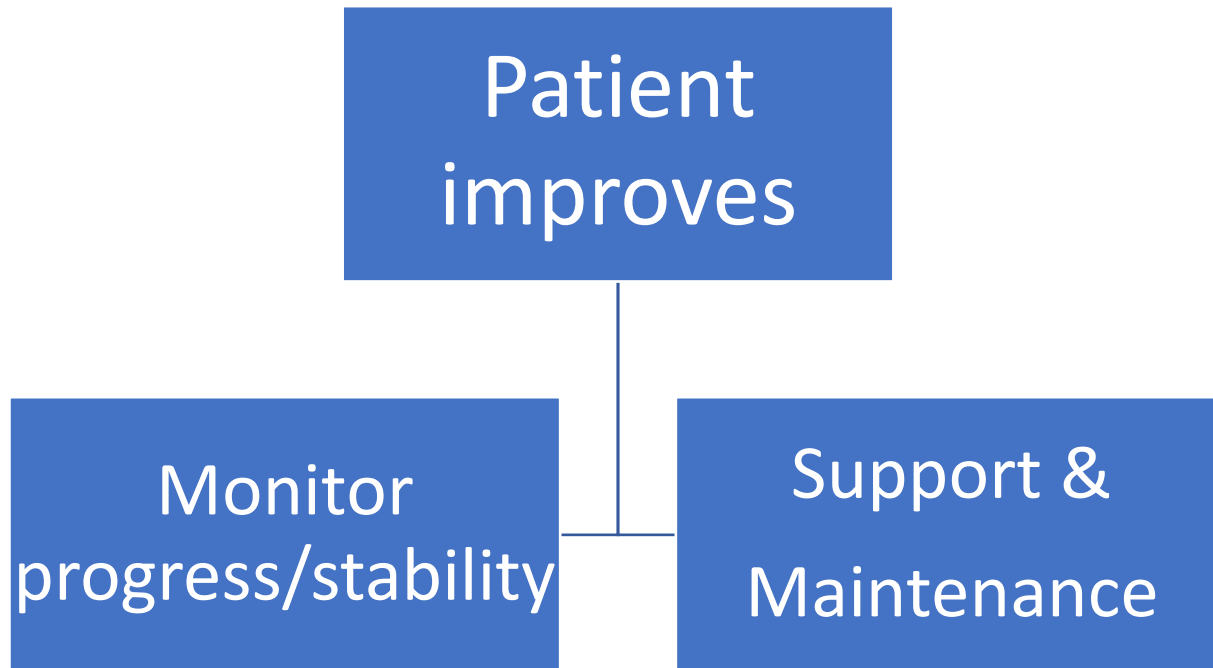 Patient
improves
Monitor
progress/stability
Support &
Maintenance